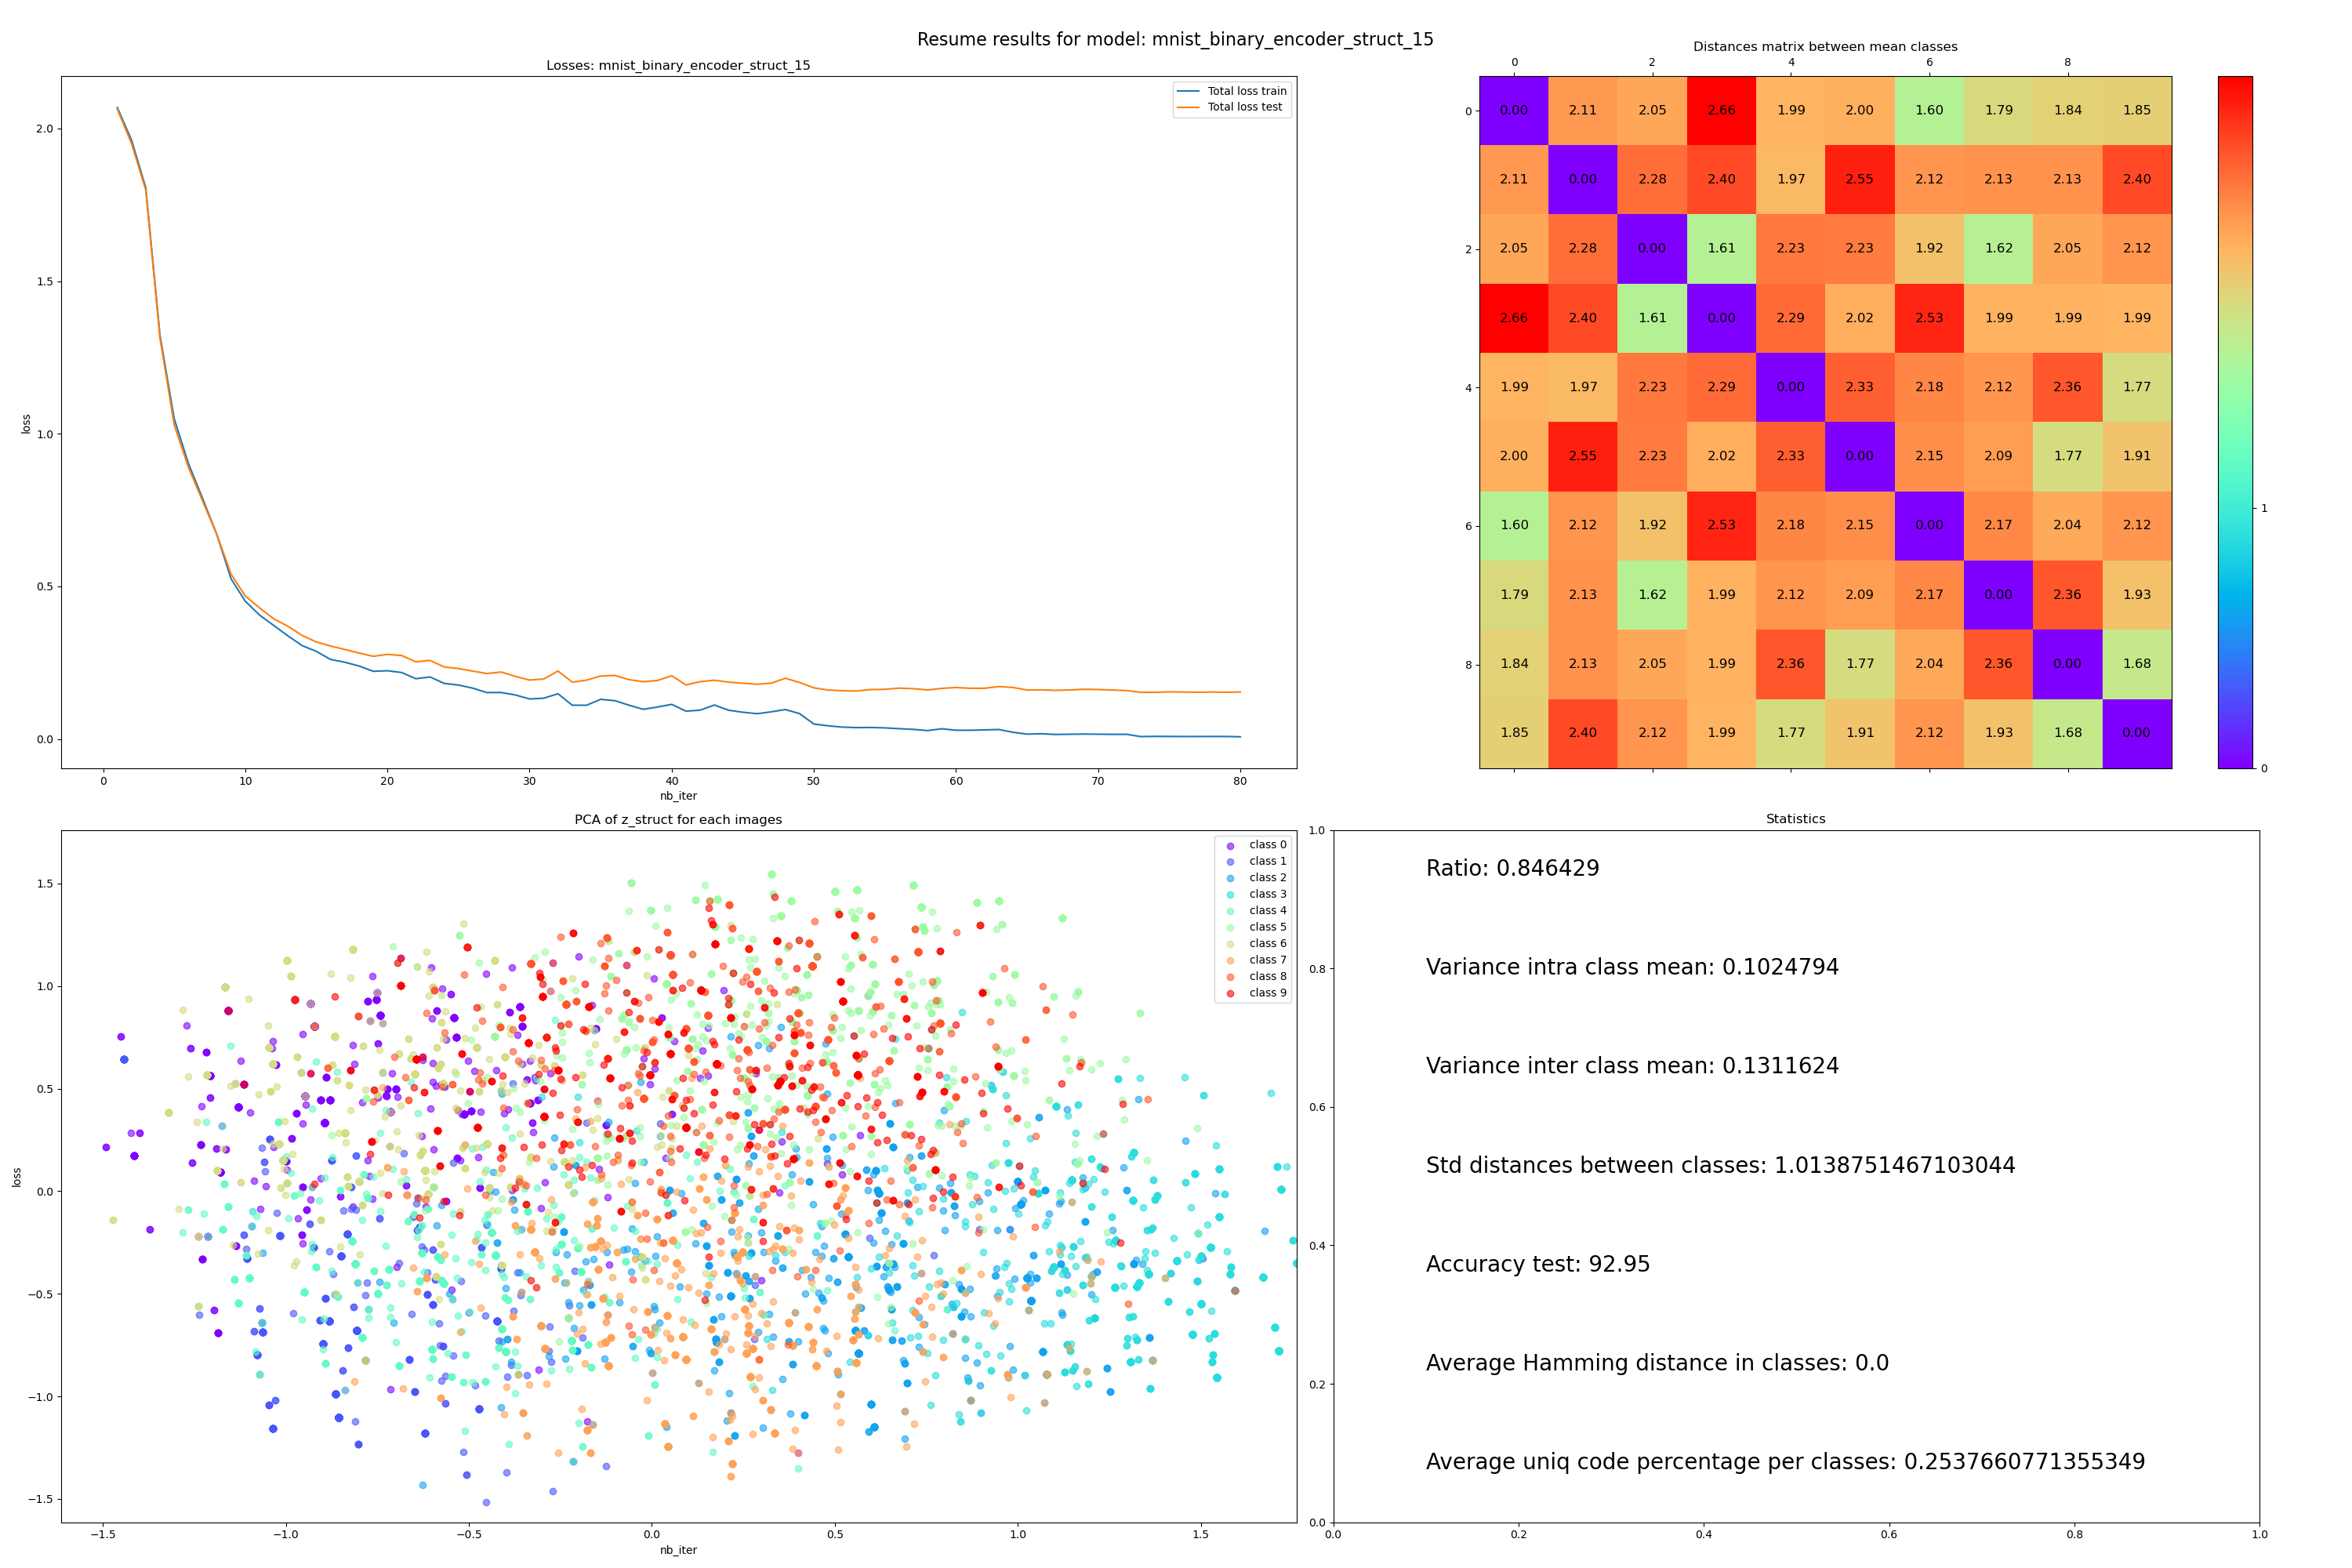 Resume results for model: mnist_binary_encoder_struct_15
Losses: mnist_binary_encoder_struct_15
Total loss train
Total loss test
2.0
1.5
1.0
0.5
0.0
loss
0 10 20 30 40 50 60 70 80
nb_iter
Distances matrix between mean classes
0 2 4 6 8
0 0.00 2.11 2.05 2.66 1.99 2.00 1.60 1.79 1.84 1.85
2.11 0.00 2.28 2.40 1.97 2.55 2.12 2.13 2.13 2.40
2 2.05 2.28 0.00 1.61 2.23 2.23 1.92 1.62 2.05 2.12
2.66 2.40 1.61 0.00 2.29 2.02 2.53 1.99 1.99 1.99
4 1.99 1.97 2.23 2.29 0.00 2.33 2.18 2.12 2.36 1.77
2.00 2.55 2.23 2.02 2.33 0.00 2.15 2.09 1.77 1.91
6 1.60 2.12 1.92 2.53 2.18 2.15 0.00 2.17 2.04 2.12
1.79 2.13 1.62 1.99 2.12 2.09 2.17 0.00 2.36 1.93
8 1.84 2.13 2.05 1.99 2.36 1.77 2.04 2.36 0.00 1.68
1.85 2.40 2.12 1.99 1.77 1.91 2.12 1.93 1.68 0.00
1
0
PCA of z_struct for each images
class 0
class 1
class 2
class 3
class 4
class 5
class 6
class 7
class 8
class 9
1.5
1.0
0.5
0.0
−0.5
−1.0
−1.5
loss
−1.5 −1.0 −0.5 0.0 0.5 1.0 1.5
nb_iter
Statistics
1.0
0.8
0.6
0.4
0.2
0.0
Ratio: 0.846429
Variance intra class mean: 0.1024794
Variance inter class mean: 0.1311624
Std distances between classes: 1.0138751467103044
Accuracy test: 92.95
Average Hamming distance in classes: 0.0
Average uniq code percentage per classes: 0.2537660771355349
0.0 0.2 0.4 0.6 0.8 1.0